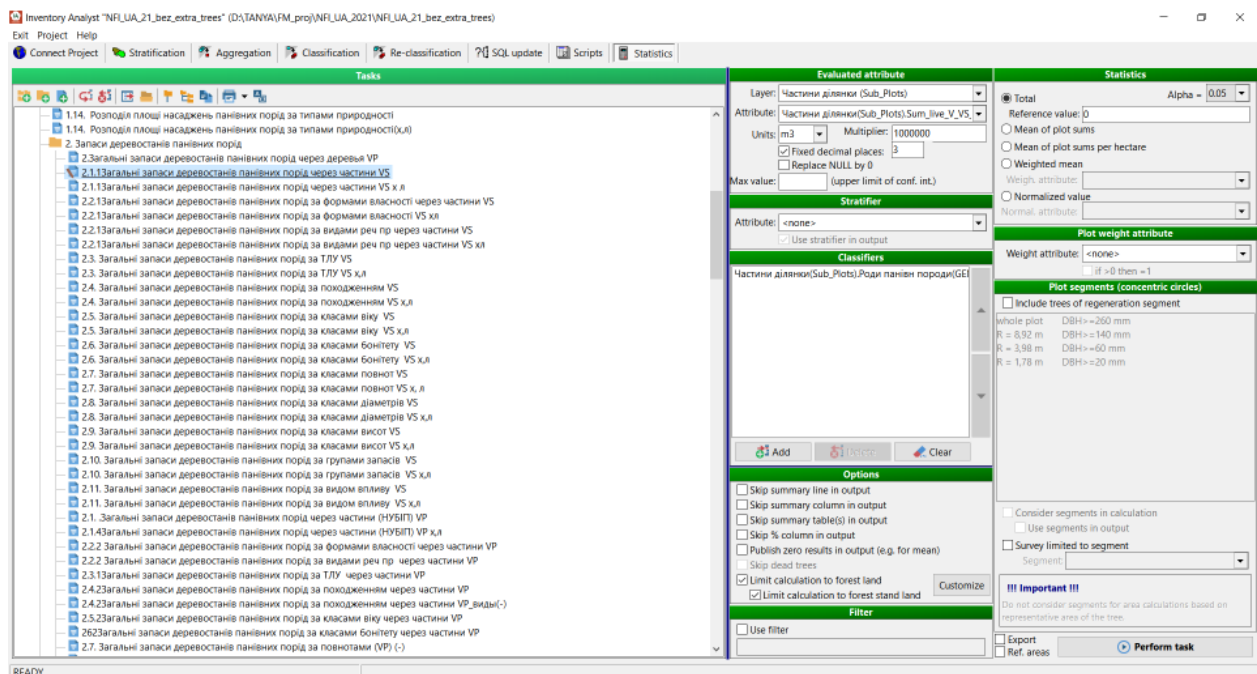 Inventory Analyst "NFI_UA_21_bez_extra_trees" (D:\TANYA\FM_proj\NFI_UA_2021\NFI_UA_21_bez_extra_trees)
Exit Project Help
Connect Project Stratification Aggregation Classification Re-classification SQL update Scripts Statistics
Tasks
1.14. Розподіл площі насаджень панівних порід за типами природності
1.14. Розподіл площі насаджень панівних порід за типами природності(х,л)
2. Запаси деревостанів панівних порід
2.Загальні запаси деревостанів панівних порід через деревья VP
2.1.13агальні запаси деревостанів панівних порід через частини VS
2.1.13агальні запаси деревостанів панівних порід через частини VS х л
2.2.13агальні запаси деревостанів панівних порід за формами власності через частини VS
2.2.13агальні запаси деревостанів панівних порід за формами власності VS хл
2.2.13агальні запаси деревостанів панівних порід за видами реч пр через частини VS
2.2.13агальні запаси деревостанів панівних порід за видами реч пр через частини VS хл
2.3. Загальні запаси деревостанів панівних порід за ТЛУ VS
2.3. Загальні запаси деревостанів панівних порід за ТЛУ VS х,л
2.4. Загальні запаси деревостанів панівних порід за походженням VS
2.4. Загальні запаси деревостанів панівних порід за походженням VS х,л
2.5. Загальні запаси деревостанів панівних порід за класами віку VS
2.5. Загальні запаси деревостанів панівних порід за класами віку VS х,л
2.6. Загальні запаси деревостанів панівних порід за класами бонітету VS
2.6. Загальні запаси деревостанів панівних порід за класами бонітету VS х,л
2.7. Загальні запаси деревостанів панівних порід за класами повнот VS
2.7. Загальні запаси деревостанів панівних порід за класами повнот VS х, л
2.8. Загальні запаси деревостанів панівних порід за класами діаметрів VS
2.8. Загальні запаси деревостанів панівних порід за класами діаметрів VS х,л
2.9. Загальні запаси деревостанів панівних порід за класами висот VS
2.9. Загальні запаси деревостанів панівних порід за класами висот VS х,л
2.10. Загальні запаси деревостанів панівних порід за групами запасів VS
2.10. Загальні запаси деревостанів панівних порід за групами запасів VS х,л
2.11. Загальні запаси деревостанів панівних порід за видом впливу VS
2.11. Загальні запаси деревостанів панівних порід за видом впливу VS х,л
2.1. .Загальні запаси деревостанів панівних порід через частини (НУБІП) VP
2.1.43агальні запаси деревостанів панівних порід через частини (НУБІП) VP х,л
2.2.2 Загальні запаси деревостанів панівних порід за формами власності через частини VP
2.2.2 Загальні запаси деревостанів панівних порід за видами реч пр через частини VP
2.3.13агальні запаси деревостанів панівних порід за ТЛУ через частини VP
2.4.23агальні запаси деревостанів панівних порід за походженням через частини VP
2.4.23агальні запаси деревостанів панівних порід за походженням через частини VP_виды(-)
2.5.23агальні запаси деревостанів панівних порід за класами віку через частини VP
2623агальні запаси деревостанів панівних порід за класами бонітету через частини VP
2.7. Загальні запаси деревостанів панівних порід за повнотами (VP) (-)
READY
Evaluated attribute
Layer: Частини ділянки (Sub_Plots)
Attribute: Частини ділянки(Sub_Plots).Sum_live_V_VS_
Units: m3 Multiplier: 1000000
Fixed decimal places: 3
Replace NULL by 0
Max value: (upper limit of conf. int.)
Stratifier
Attribute: <none>
Use stratifier in output
Classifiers
Частини ділянки(Sub_Plots).Роди панівн породи(GEI
Add Delete Clear
Options
Skip summary line in output
Skip summary column in output
Skip summary table(s) in output
Skip % column in output
Publish zero results in output (e.g. for mean)
Skip dead trees
Limit calculation to forest land
Customize
Limit calculation to forest stand land
Filter
Use filter
Statistics
Total Alpha = 0.05
Reference value: 0
Mean of plot sums
Mean of plot sums per hectare
Weighted mean
Weigh. attribute:
Normalized value
Normal. attribute:
Plot weight attribute
Weight attribute: <none>
if >0 then =1
Plot segments (concentric circles)
Include trees of regeneration segment
whole plot DBH>=260 mm
R = 8,92 m DBH>=140 mm
R = 3,98 m DBH>=60 mm
R = 1,78 m DBH>=20 mm
Consider segments in calculation
Use segments in output
Survey limited to segment
Segment:
!!! Important !!!
Do not consider segments for area calculations based on
representative area of the tree.
Export
Ref. areas
Perform task